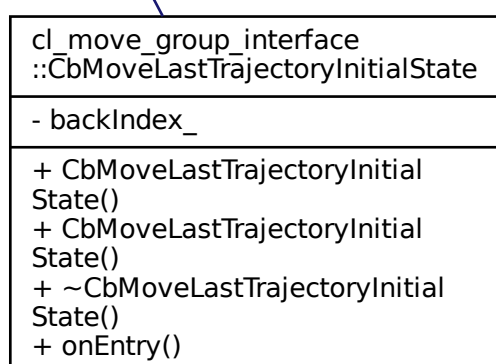 cl_move_group_interface
::CbMoveLastTrajectoryInitialState
- backIndex_
+ CbMoveLastTrajectoryInitial
State()
+ CbMoveLastTrajectoryInitial
State()
+ ~CbMoveLastTrajectoryInitial
State()
+ onEntry()